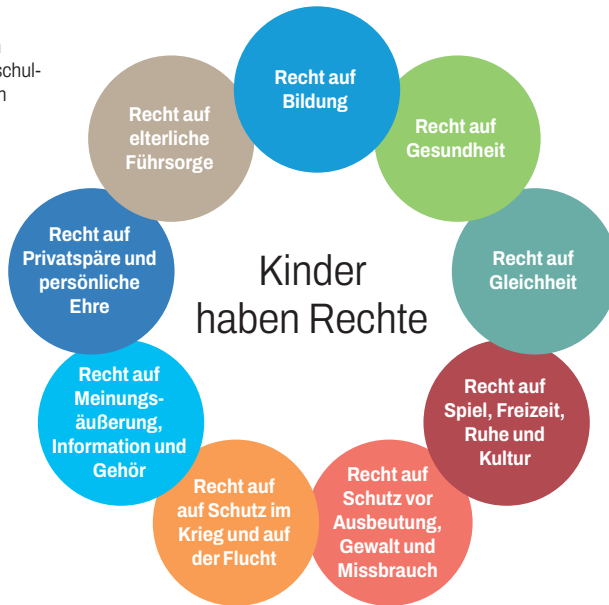 schul-
Recht auf
Bildung
Recht auf
Gesundheit
Recht auf
Gleichheit
Recht auf
Spiel, Freizeit,
Ruhe und
Kultur
Recht auf
Schutz vor
Ausbeutung,
Gewalt und
Missbrauch
Recht auf
auf Schutz im
Krieg und auf
der Flucht
Recht auf
Meinungs-
äußerung,
Information und
Gehör
Recht auf
Privatspäre und
persönliche
Ehre
Recht auf
elterliche
Führsorge
Kinder
haben Rechte